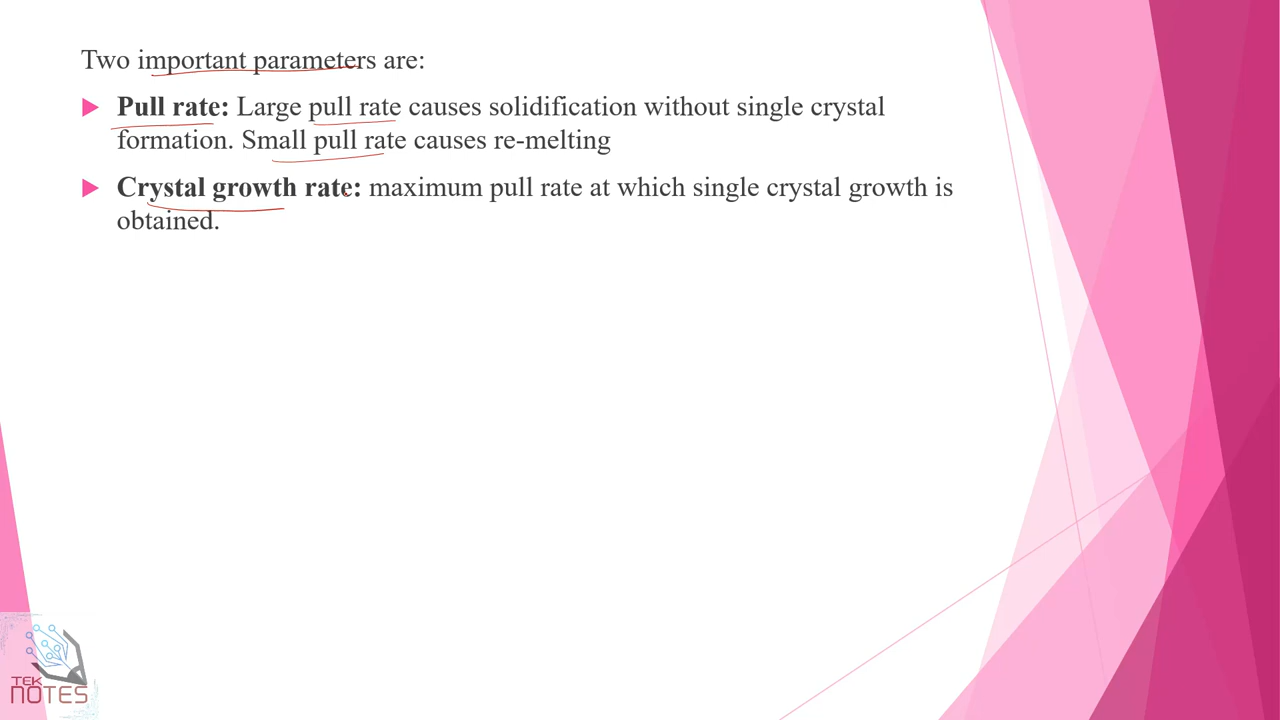 Two important parameters are:
Pull rate: Large pull rate causes solidification without single crystal
formation. Small pull rate causes re-melting
Crystal growth rate: maximum pull rate at which single crystal growth is
obtained.
TEK
NOTES